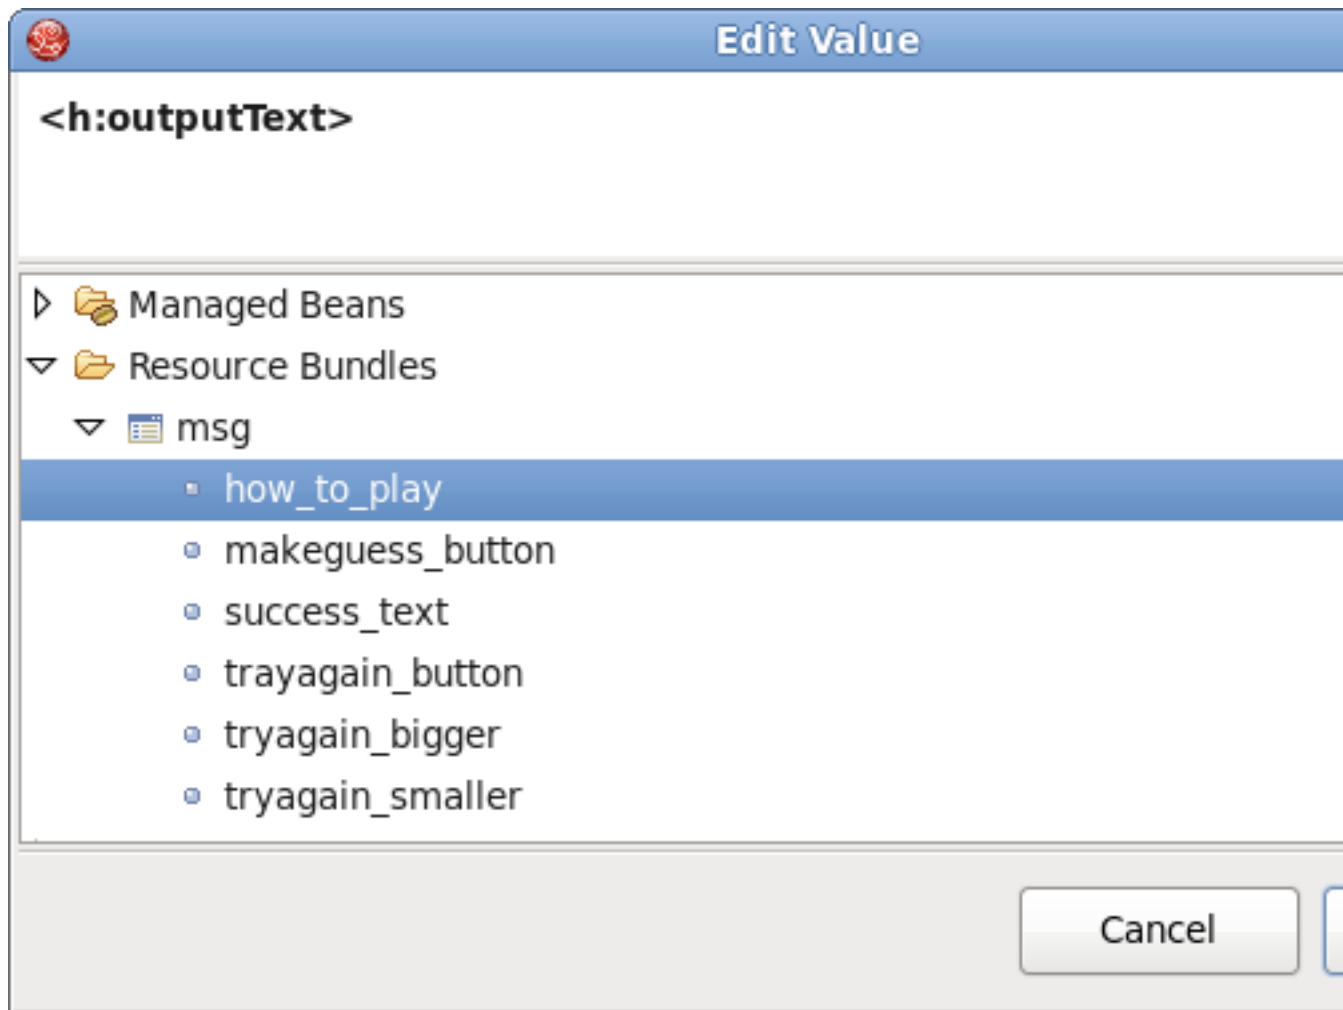 Edit Value
<h:outputText>
Managed Beans
Resource Bundles
msg
how_to_play
makeguess_button
success_text
trayagain_button
tryagain_bigger
tryagain_smaller
Cancel